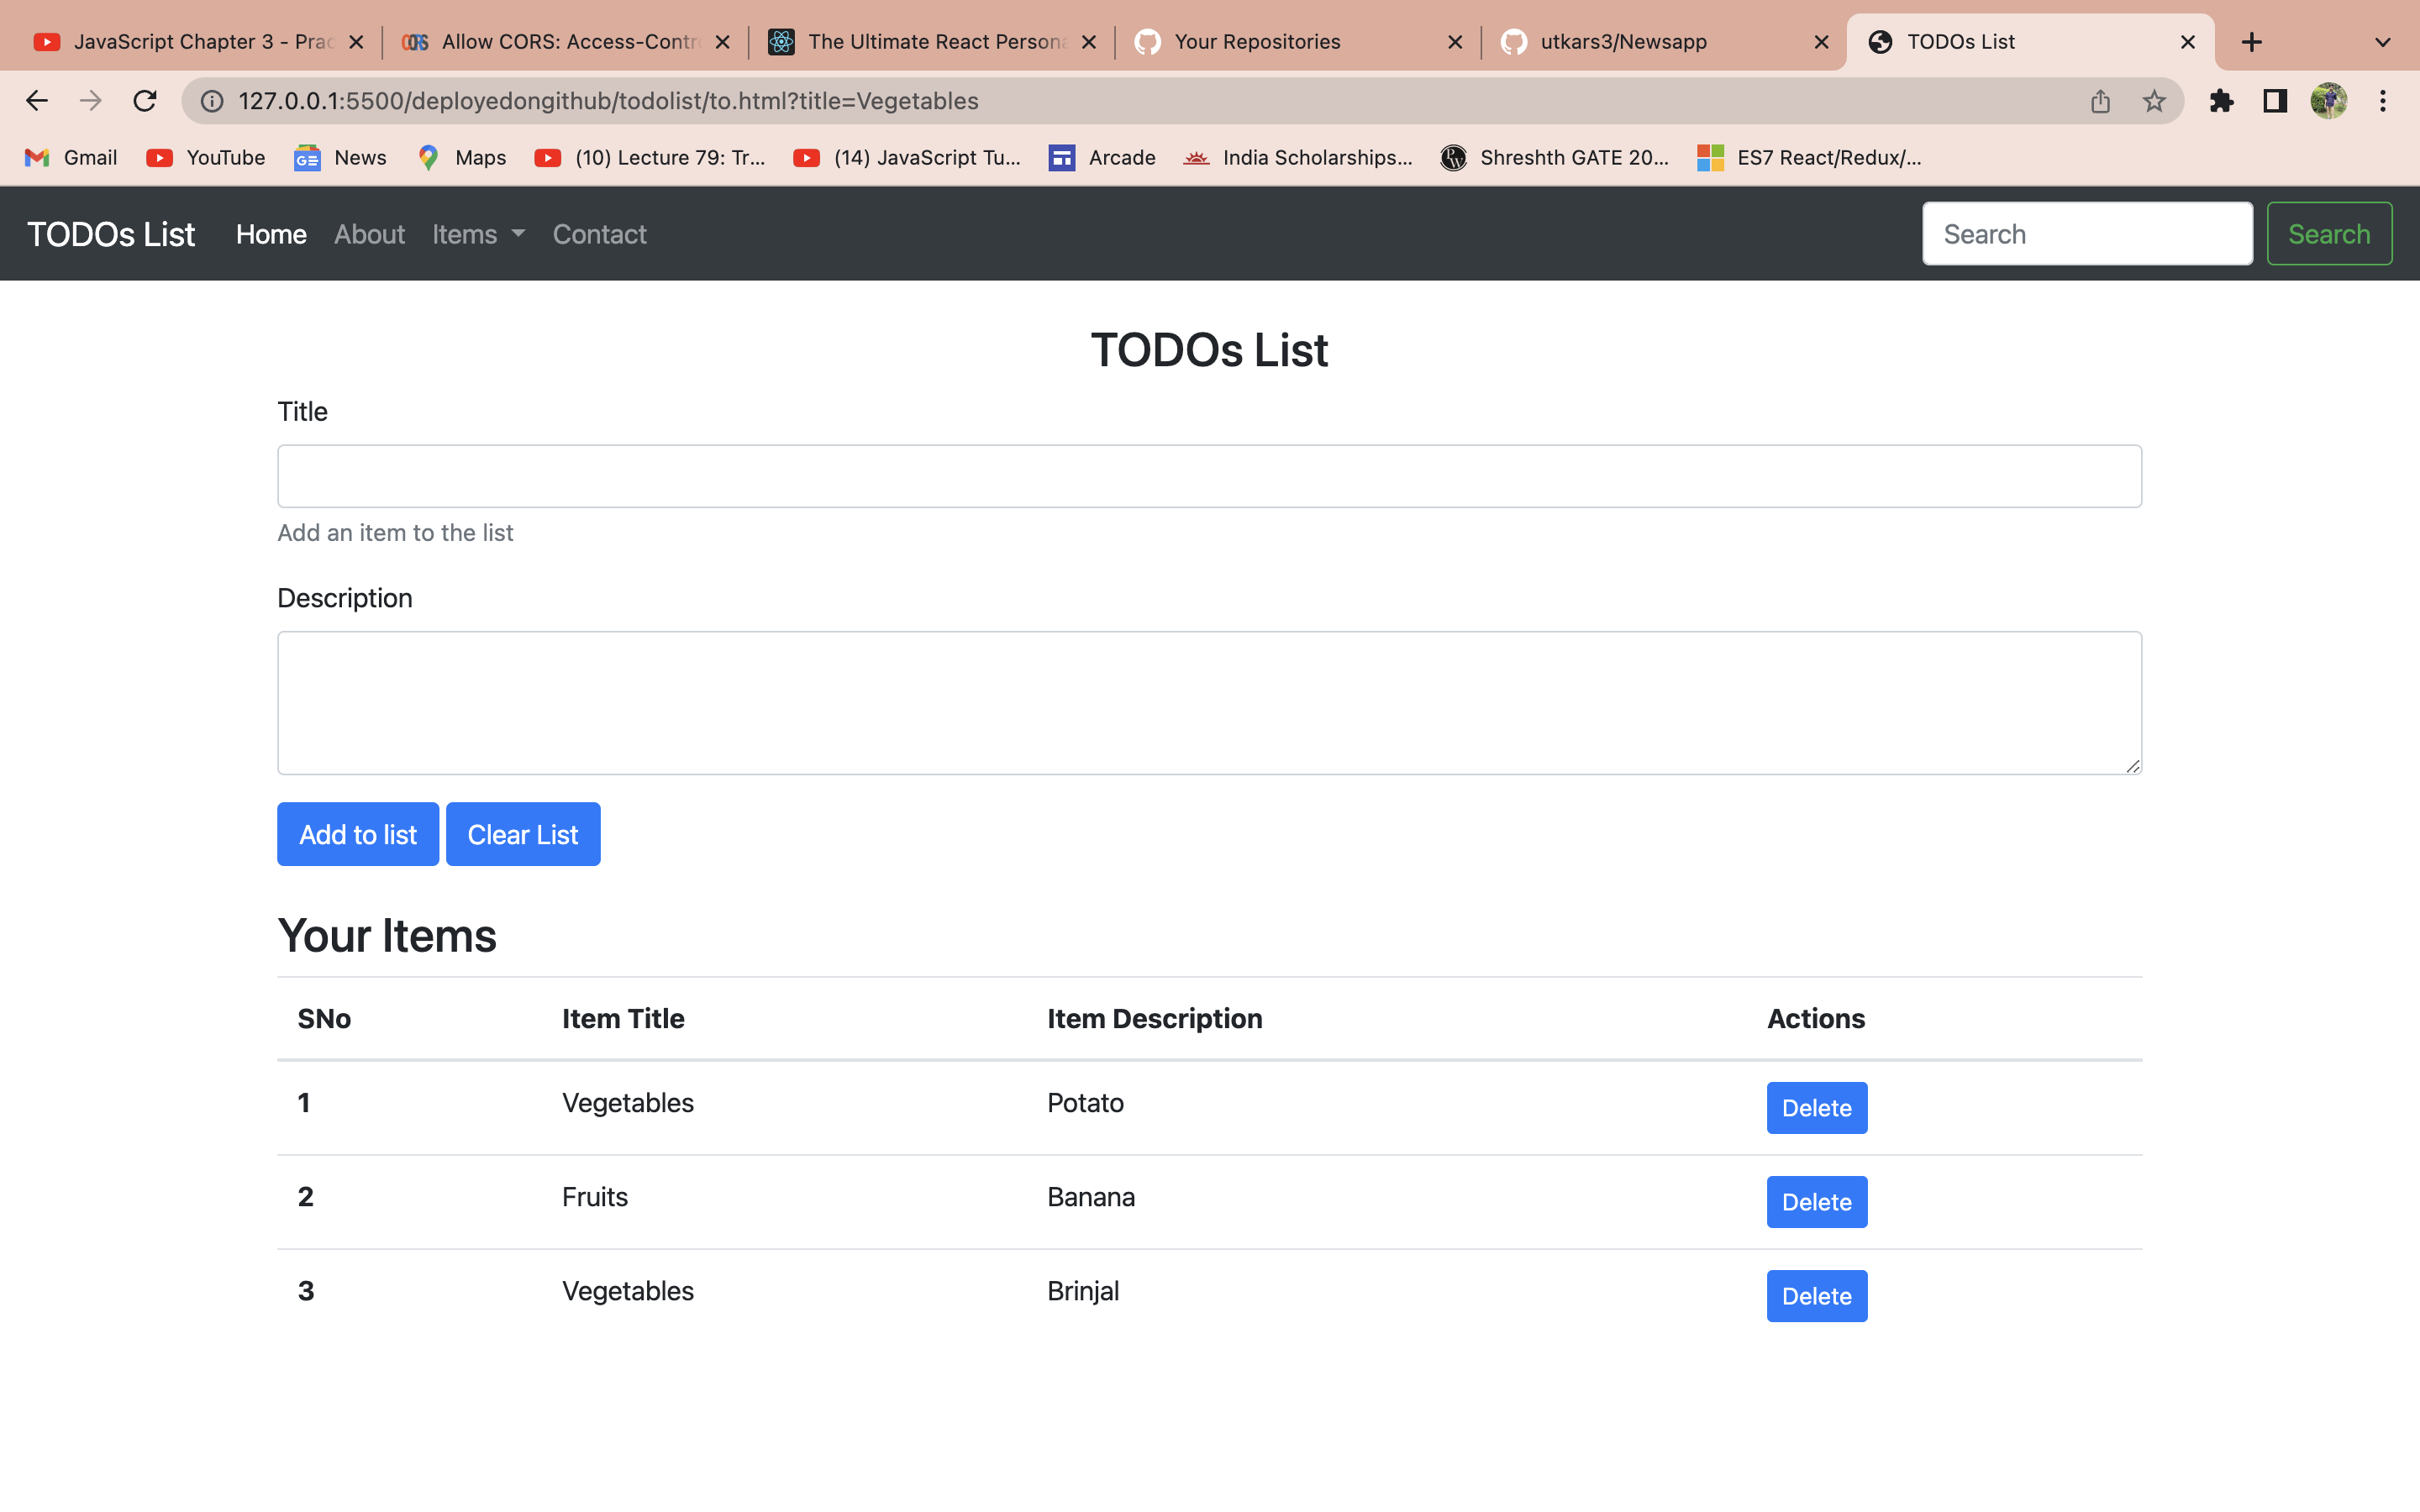 JavaScript Chapter 3 - Prac
Allow CORS: Access-Contr
The Ultimate React Persona
Your Repositories
utkars3/Newsapp
TODOs List
127.0.0.1:5500/deployedongithub/todolist/to.html?title=Vegetables
Gmail
YouTube
News
Maps
(10) Lecture 79: Tr...
(14) JavaScript Tu...
Arcade
India Scholarships...
Shreshth GATE 20...
ES7 React/Redux/...
TODOs List Home About Items Contact Search Search
TODOs List
Title
Add an item to the list
Description
Add to list Clear List
Your Items
SNo Item Title Item Description Actions
1 Vegetables Potato Delete
2 Fruits Banana Delete
3 Vegetables Brinjal Delete